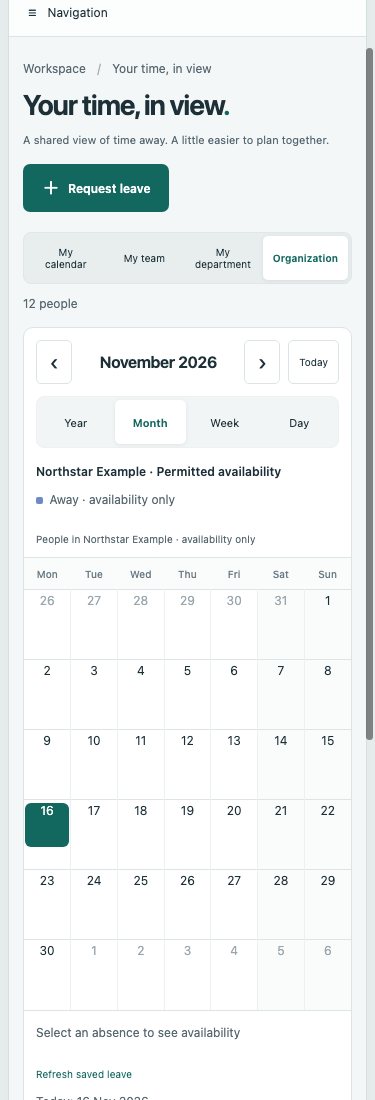 ≡ Navigation
Workspace / Your time, in view
Your time, in view.
A shared view of time away. A little easier to plan together.
+ Request leave
My calendar
My team
My department
Organization
12 people
‹ November 2026 › Today
Year Month Week Day
Northstar Example · Permitted availability
Away · availability only
People in Northstar Example · availability only
Mon Tue Wed Thu Fri Sat Sun
26 27 28 29 30 31 1
2 3 4 5 6 7 8
9 10 11 12 13 14 15
16 17 18 19 20 21 22
23 24 25 26 27 28 29
30 1 2 3 4 5 6
Select an absence to see availability
Refresh saved leave
Today: 16 Nov 2026